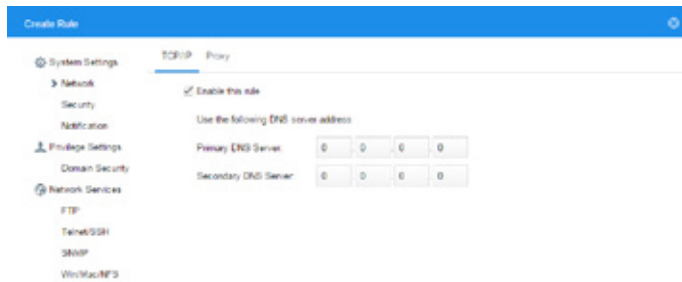 Create Rule
System Settings
Network
Security
Notification
Privilege Settings
Domain Security
Network Services
FTP
Telnet/SSH
SNMP
Win/Mac/NFS
TCP/IP Proxy
Enable this rule
Use the following DNS server address
Primary DNS Server: 0 . 0 . 0 . 0
Secondary DNS Server: 0 . 0 . 0 . 0